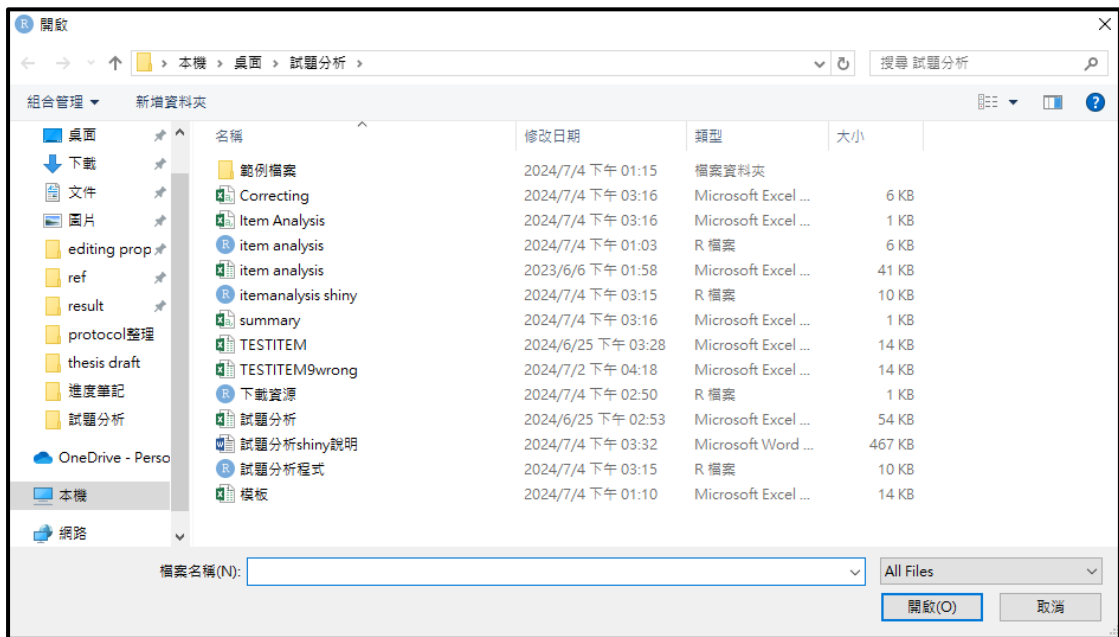 開啟
本機 › 桌面 › 試題分析 ›
搜尋 試題分析
組合管理 新增資料夾
桌面
下載
文件
圖片
editing prop
ref
result
protocol整理
thesis draft
進度筆記
試題分析
OneDrive - Perso
本機
網路
名稱 修改日期 類型 大小
範例檔案 2024/7/4 下午 01:15 檔案資料夾
Correcting 2024/7/4 下午 03:16 Microsoft Excel ... 6 KB
Item Analysis 2024/7/4 下午 03:16 Microsoft Excel ... 1 KB
item analysis 2024/7/4 下午 01:03 R 檔案 6 KB
item analysis 2023/6/6 下午 01:58 Microsoft Excel ... 41 KB
itemanalysis shiny 2024/7/4 下午 03:15 R 檔案 10 KB
summary 2024/7/4 下午 03:16 Microsoft Excel ... 1 KB
TESTITEM 2024/6/25 下午 03:28 Microsoft Excel ... 14 KB
TESTITEM9wrong 2024/7/2 下午 04:18 Microsoft Excel ... 14 KB
下載資源 2024/7/4 下午 02:50 R 檔案 1 KB
試題分析 2024/6/25 下午 02:53 Microsoft Excel ... 54 KB
試題分析shiny說明 2024/7/4 下午 03:32 Microsoft Word ... 467 KB
試題分析程式 2024/7/4 下午 03:15 R 檔案 10 KB
模板 2024/7/4 下午 01:10 Microsoft Excel ... 14 KB
檔案名稱(N): All Files
開啟(O) 取消